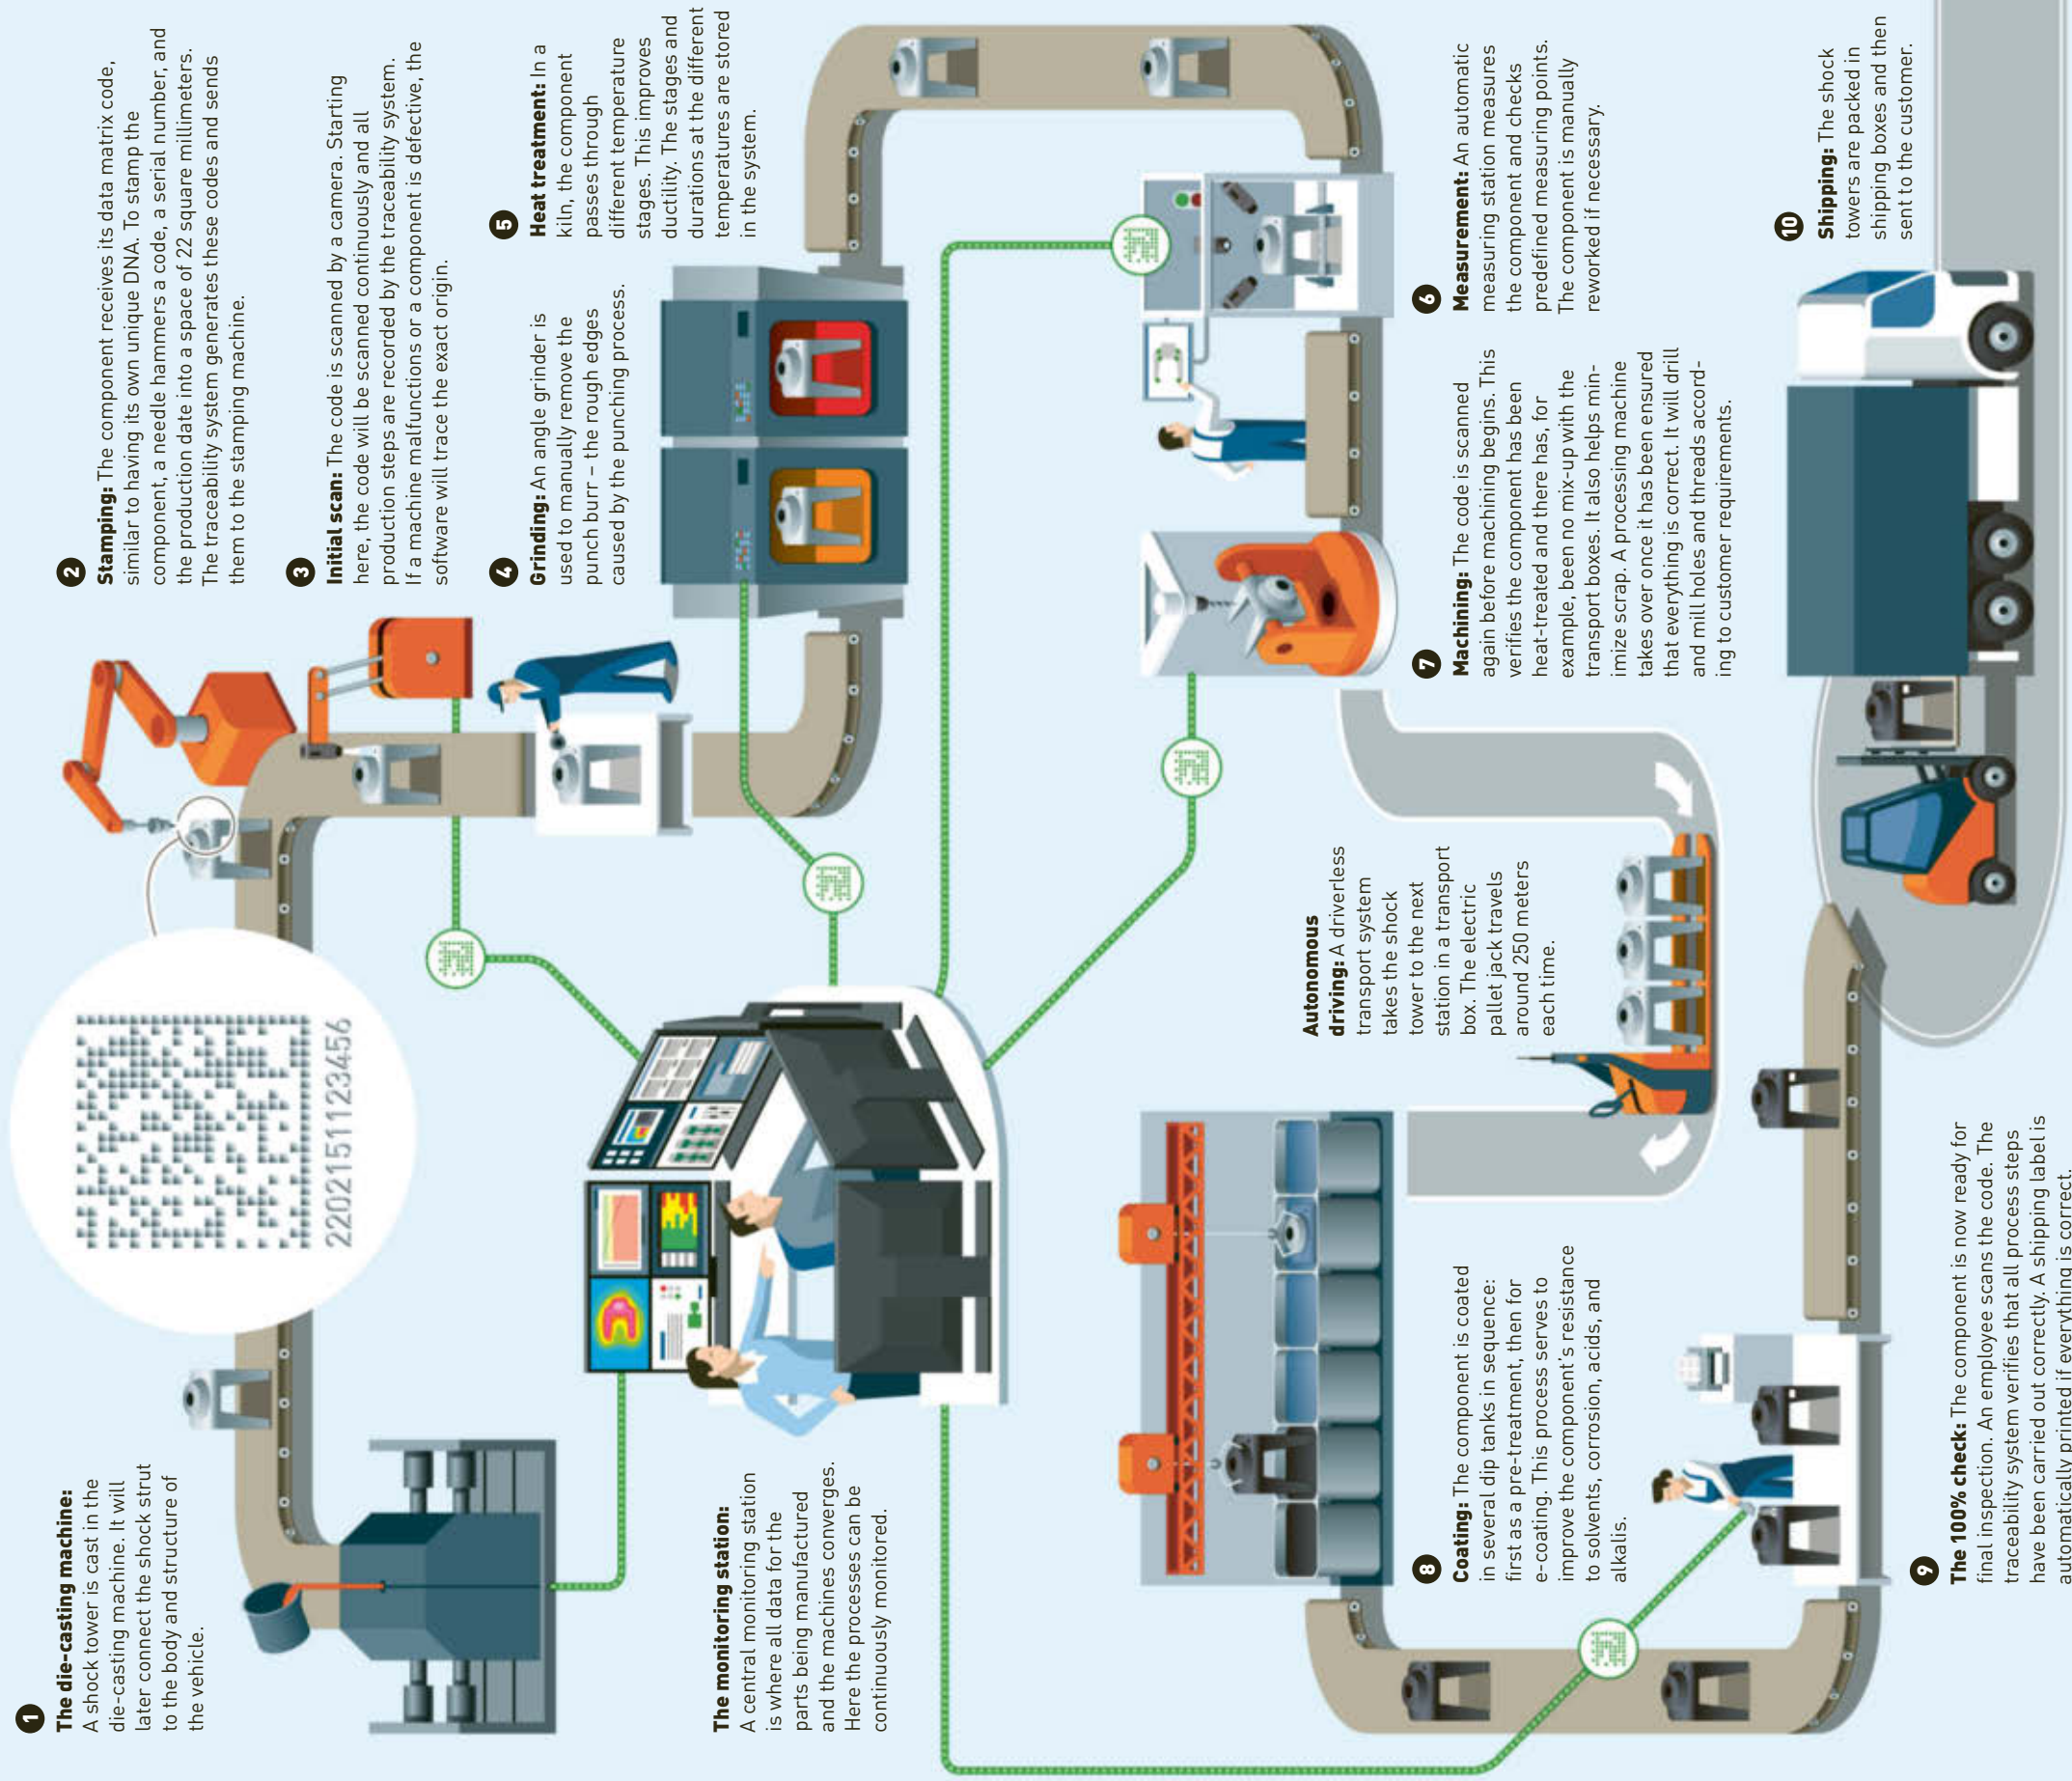 1
The die-casting machine:
A shock tower is cast in the
die-casting machine. It will
later connect the shock strut
to the body and structure of
the vehicle.
2202151123456
2
Stamping: The component receives its data matrix code,
similar to having its own unique DNA. To stamp the
component, a needle hammers a code, a serial number, and
the production date into a space of 22 square millimeters.
The traceability system generates these codes and sends
them to the stamping machine.
3
Initial scan: The code is scanned by a camera. Starting
here, the code will be scanned continuously and all
production steps are recorded by the traceability system.
If a machine malfunctions or a component is defective, the
software will trace the exact origin.
4
Grinding: An angle grinder is
used to manually remove the
punch burr – the rough edges
caused by the punching process.
5
Heat treatment: In a
kiln, the component
passes through
different temperature
stages. This improves
ductility. The stages and
durations at the different
temperatures are stored
in the system.
The monitoring station:
A central monitoring station
is where all data for the
parts being manufactured
and the machines converges.
Here the processes can be
continuously monitored.
6
Measurement: An automatic
measuring station measures
the component and checks
predefined measuring points.
The component is manually
reworked if necessary.
7
Machining: The code is scanned
again before machining begins. This
verifies the component has been
heat-treated and there has, for
example, been no mix-up with the
transport boxes. It also helps min-
imize scrap. A processing machine
takes over once it has been ensured
that everything is correct. It will drill
and mill holes and threads accord-
ing to customer requirements.
Autonomous
driving: A driverless
transport system
takes the shock
tower to the next
station in a transport
box. The electric
pallet jack travels
around 250 meters
each time.
8
Coating: The component is coated
in several dip tanks in sequence:
first as a pre-treatment, then for
e-coating. This process serves to
improve the component's resistance
to solvents, corrosion, acids, and
alkalis.
9
The 100% check: The component is now ready for
final inspection. An employee scans the code. The
traceability system verifies that all process steps
have been carried out correctly. A shipping label is
automatically printed if everything is correct.
10
Shipping: The shock
towers are packed in
shipping boxes and then
sent to the customer.